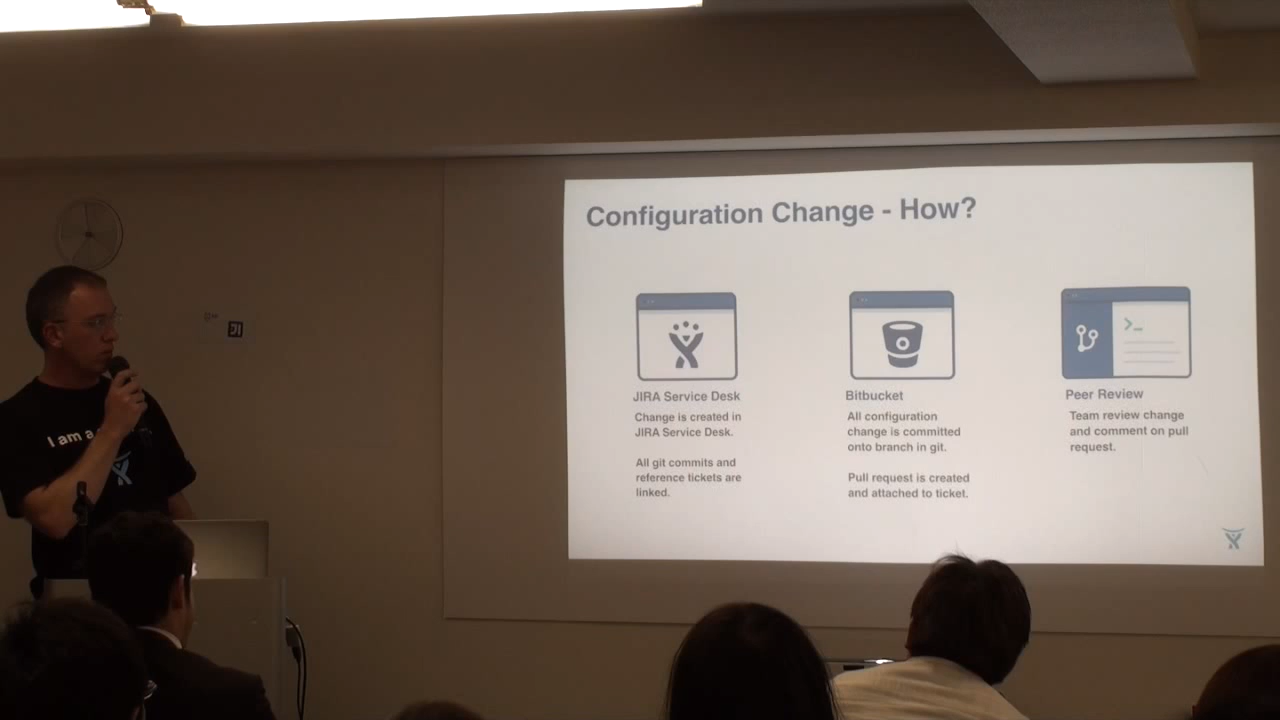 Configuration Change - How?
JIRA Service Desk
Change is created in
JIRA Service Desk.
All git commits and
reference tickets are
linked.
Bitbucket
All configuration
change is committed
onto branch in git.
Pull request is created
and attached to ticket.
Peer Review
Team review change
and comment on pull
request.
I am a